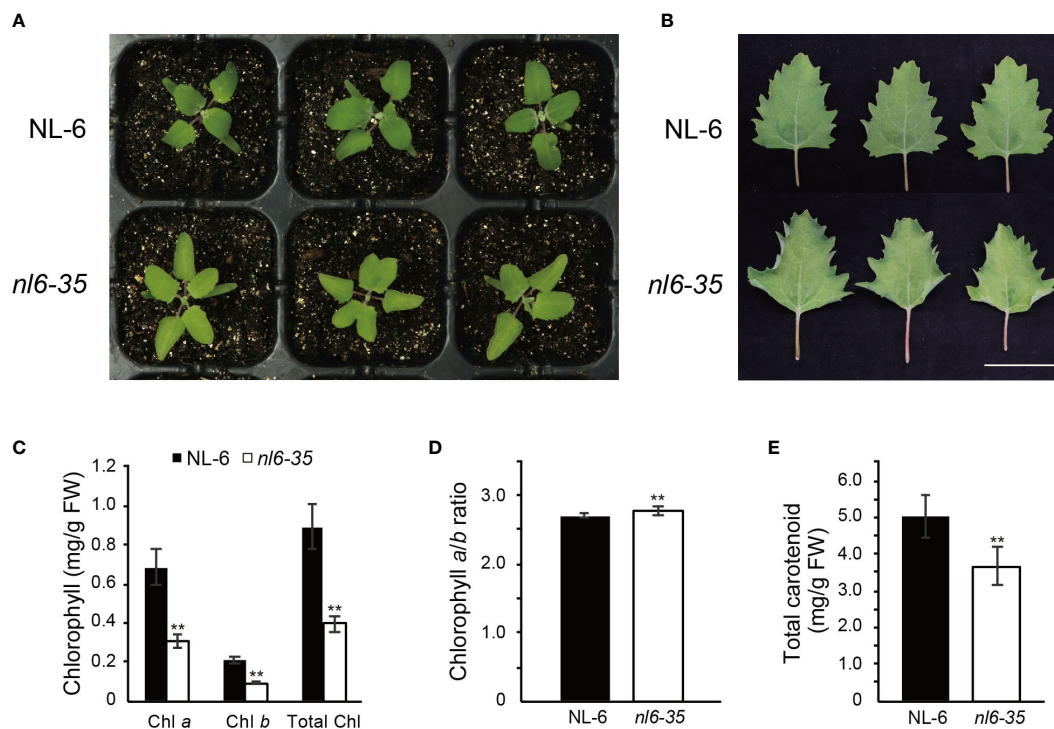 A
B
NL-6
nl6-35
NL-6
nl6-35
C
NL-6
nl6-35
Chlorophyll (mg/g FW)
1.2
1.0
0.8
0.6
0.4
0.2
0
**
**
**
Chl a
Chl b
Total Chl
D
Chlorophyll a/b ratio
3.0
2.0
1.0
0
**
NL-6
nl6-35
E
Total carotenoid
(mg/g FW)
6.0
5.0
4.0
3.0
2.0
1.0
0
**
NL-6
nl6-35